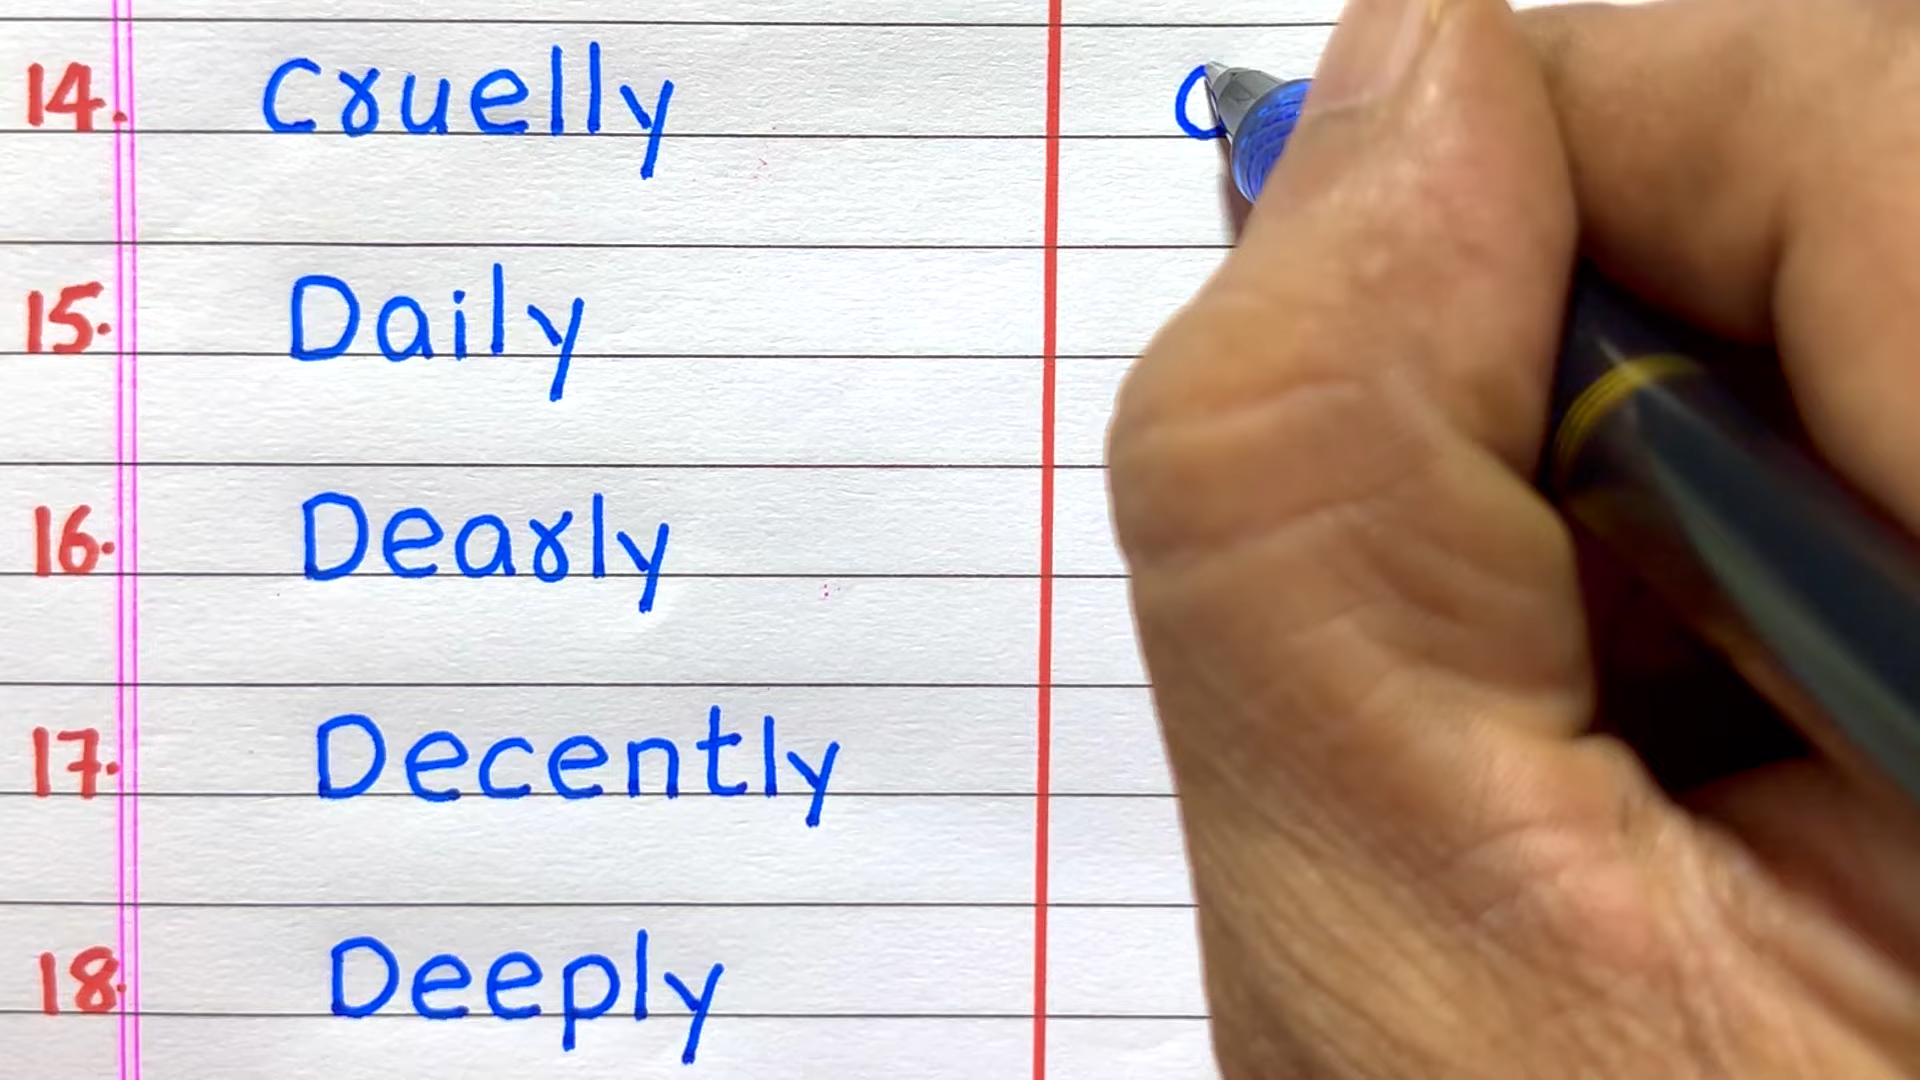 14. Cruelly
15. Daily
16. Dearly
17. Decently
18. Deeply